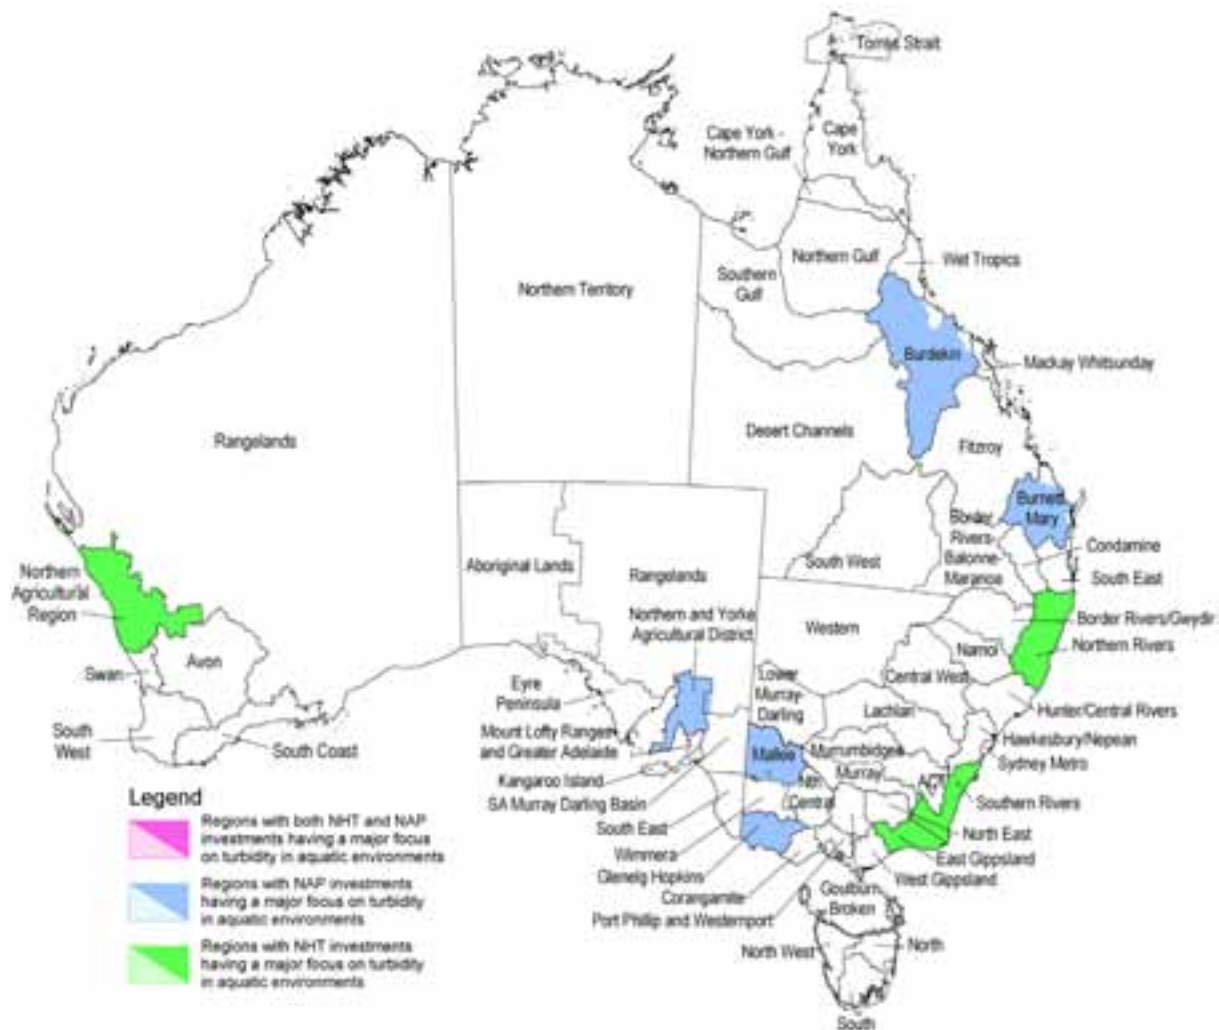 Torres Strait
Cape York -
Northern Gulf
Cape
York
Northern Gulf
Wet Tropics
Southern
Gulf
Northern Territory
Burdekin
Mackay Whitsunday
Rangelands
Desert Channels
Fitzroy
Burnett
Mary
Border
Rivers-
Balonne-
Maranoa
Condamine
South East
South West
Aboriginal Lands
Rangelands
Northern
Agricultural
Region
Northern and Yorke
Agricultural District
Western
Border Rivers/Gwydir
Northern Rivers
Namoi
Central West
Swan
Avon
Eyre
Peninsula
Lower
Murray-
Darling
Lachlan
Hunter/Central Rivers
South
West
South Coast
Mount Lofty Ranges
and Greater Adelaide
Hawkesbury/Nepean
Sydney Metro
Mallee
Murrumbidgee
Murray
ACT
Kangaroo Island
Nth
Central
SA Murray Darling Basin
Southern Rivers
South East
North East
Wimmera
East Gippsland
Glenelg Hopkins
West Gippsland
Corangamite
Goulburn
Broken
Port Phillip and Westernport
North West
North
South
Legend
Regions with both NHT and NAP
investments having a major focus
on turbidity in aquatic environments
Regions with NAP investments
having a major focus on turbidity
in aquatic environments
Regions with NHT investments
having a major focus on turbidity
in aquatic environments